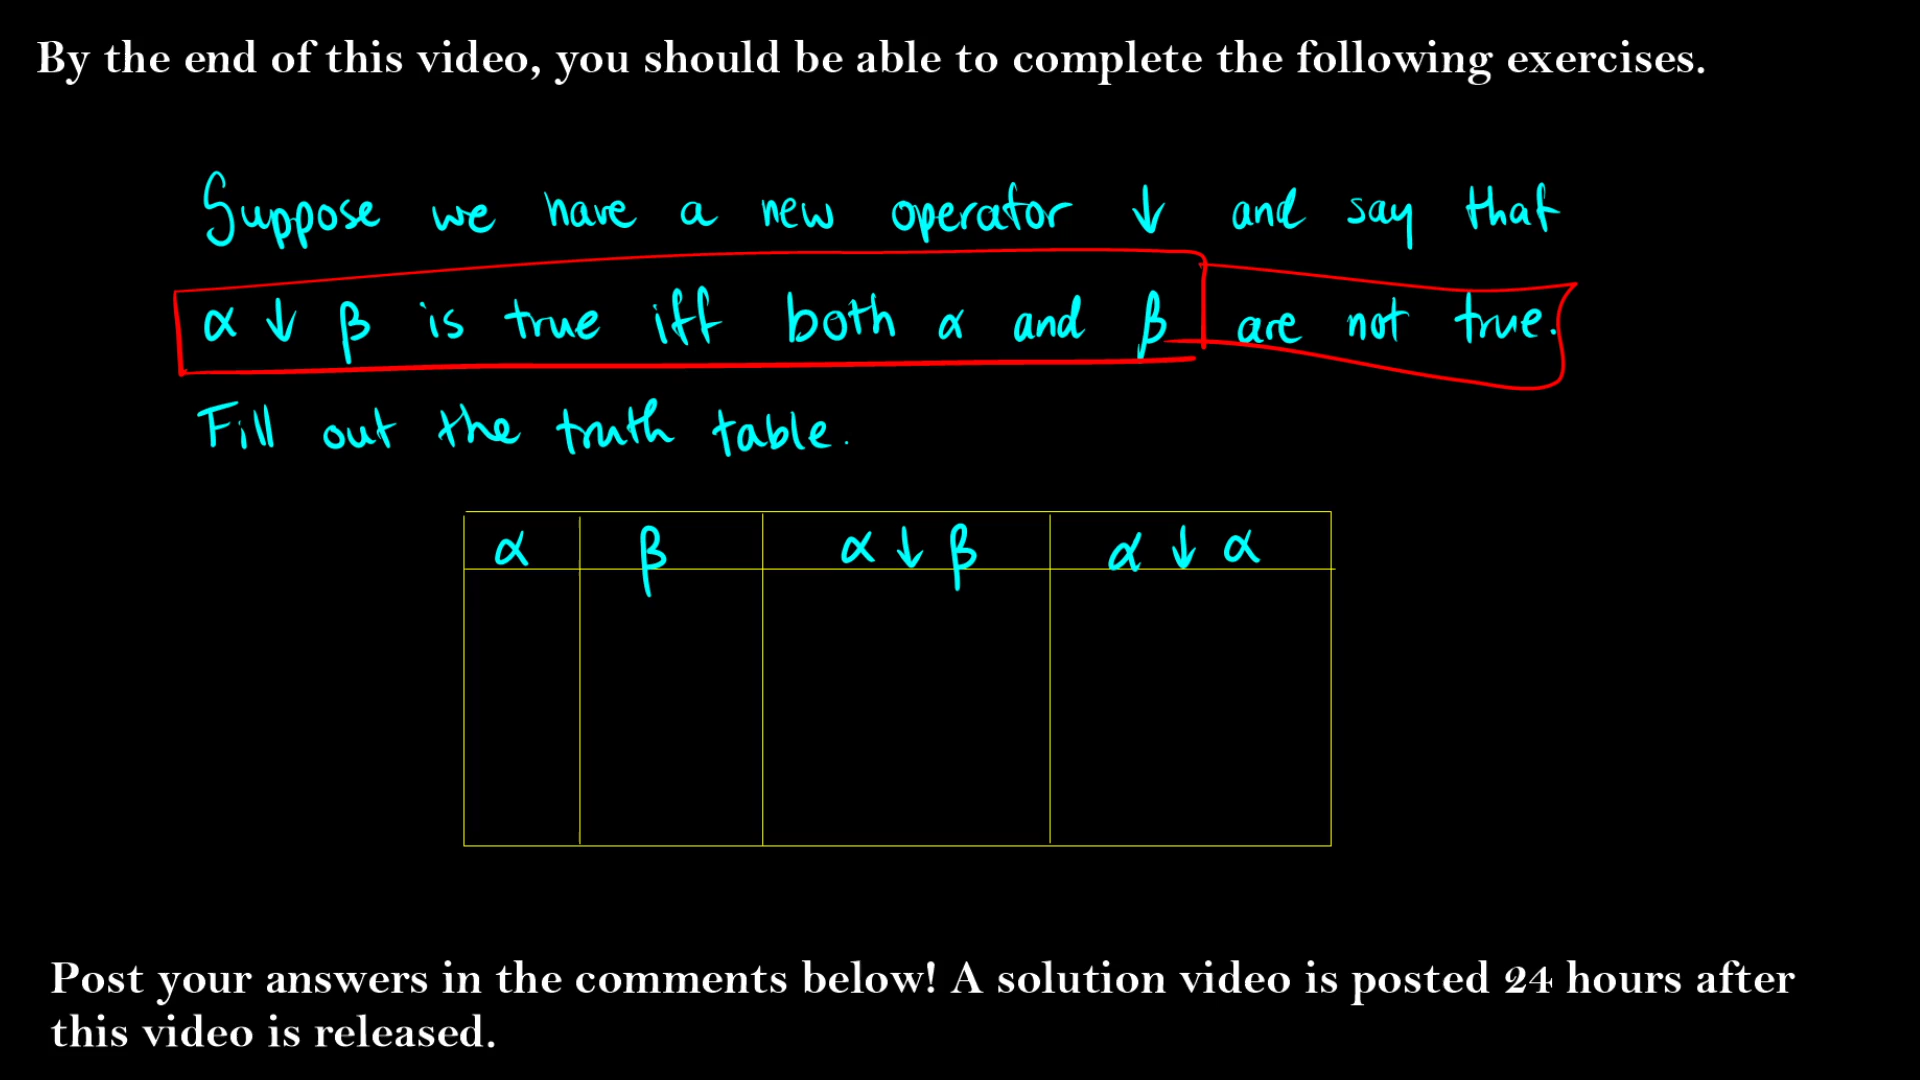 By the end of this video, you should be able to complete the following exercises.
Suppose we have a new operator ↓ and say that
α ↓ β is true iff both α and β are not true.
Fill out the truth table.
α β α ↓ β α ↓ α
Post your answers in the comments below! A solution video is posted 24 hours after
this video is released.